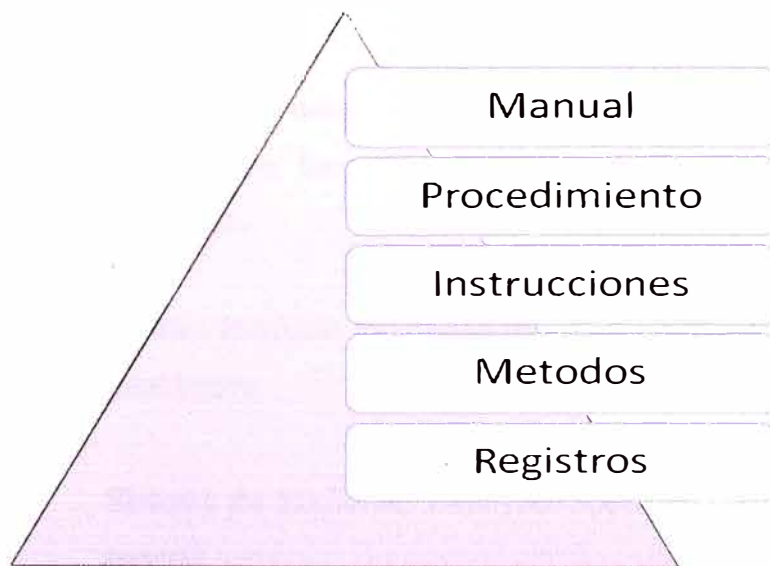 Manual
Procedimiento
Instrucciones
Metodos
Registros